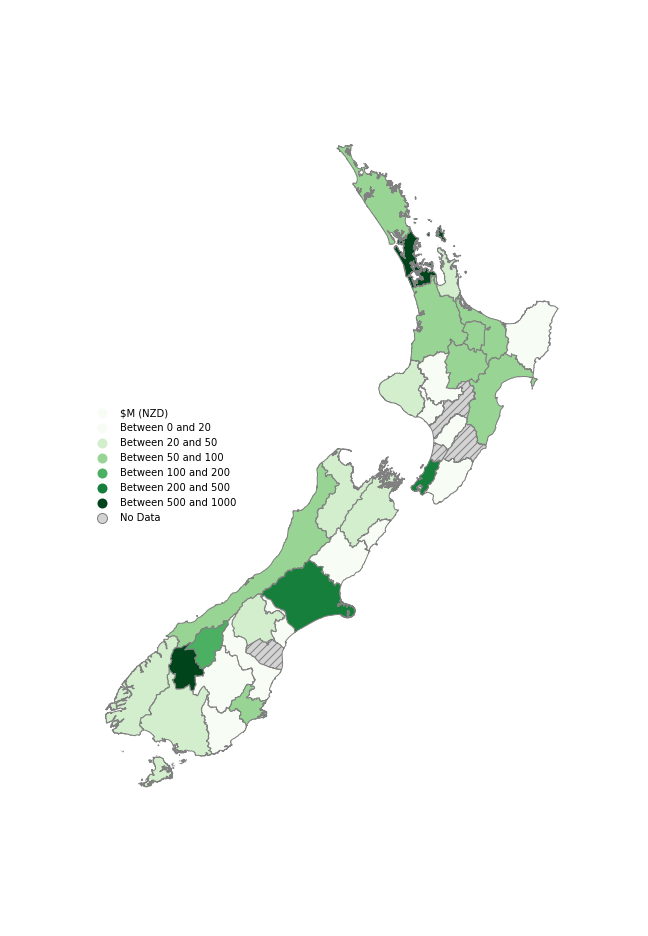 $M (NZD)
Between 0 and 20
Between 20 and 50
Between 50 and 100
Between 100 and 200
Between 200 and 500
Between 500 and 1000
No Data